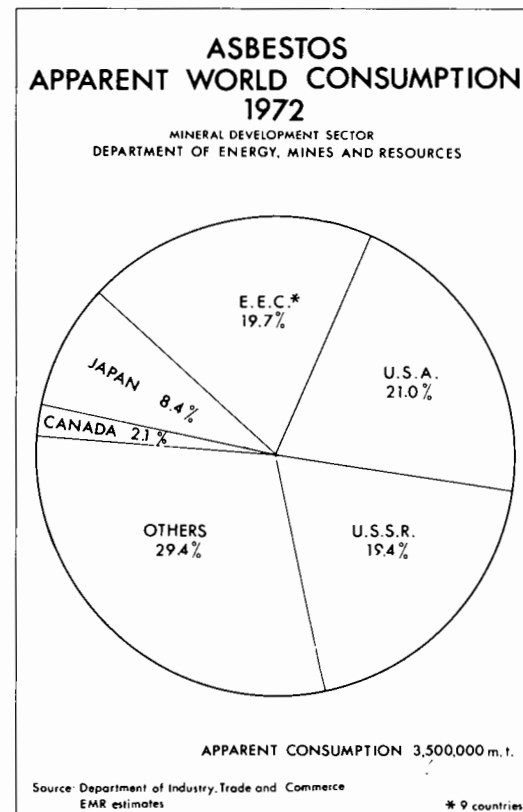 ASBESTOS
APPARENT WORLD CONSUMPTION
1972
MINERAL DEVELOPMENT SECTOR
DEPARTMENT OF ENERGY, MINES AND RESOURCES
E.E.C.*
19.7%
U.S.A.
21.0%
JAPAN 8.4%
CANADA 2.1%
OTHERS
29.4%
U.S.S.R.
19.4%
APPARENT CONSUMPTION 3,500,000 m.t.
Source: Department of Industry, Trade and Commerce
EMR estimates
* 9 countries